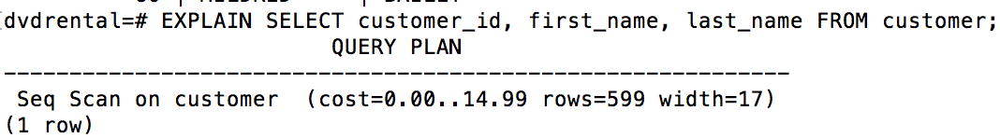 dvdrental=# EXPLAIN SELECT customer_id, first_name, last_name FROM customer;
QUERY PLAN
------------------------------------------------------------
Seq Scan on customer  (cost=0.00..14.99 rows=599 width=17)
(1 row)